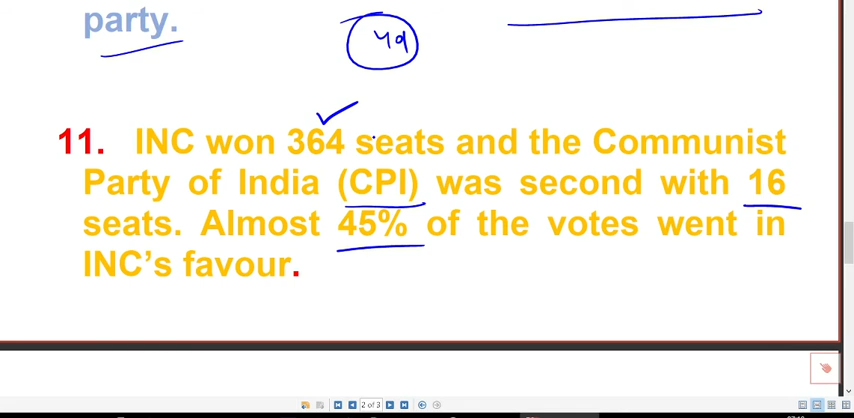 party.
49
11. INC won 364 seats and the Communist
Party of India (CPI) was second with 16
seats. Almost 45% of the votes went in
INC’s favour.
2 of 3